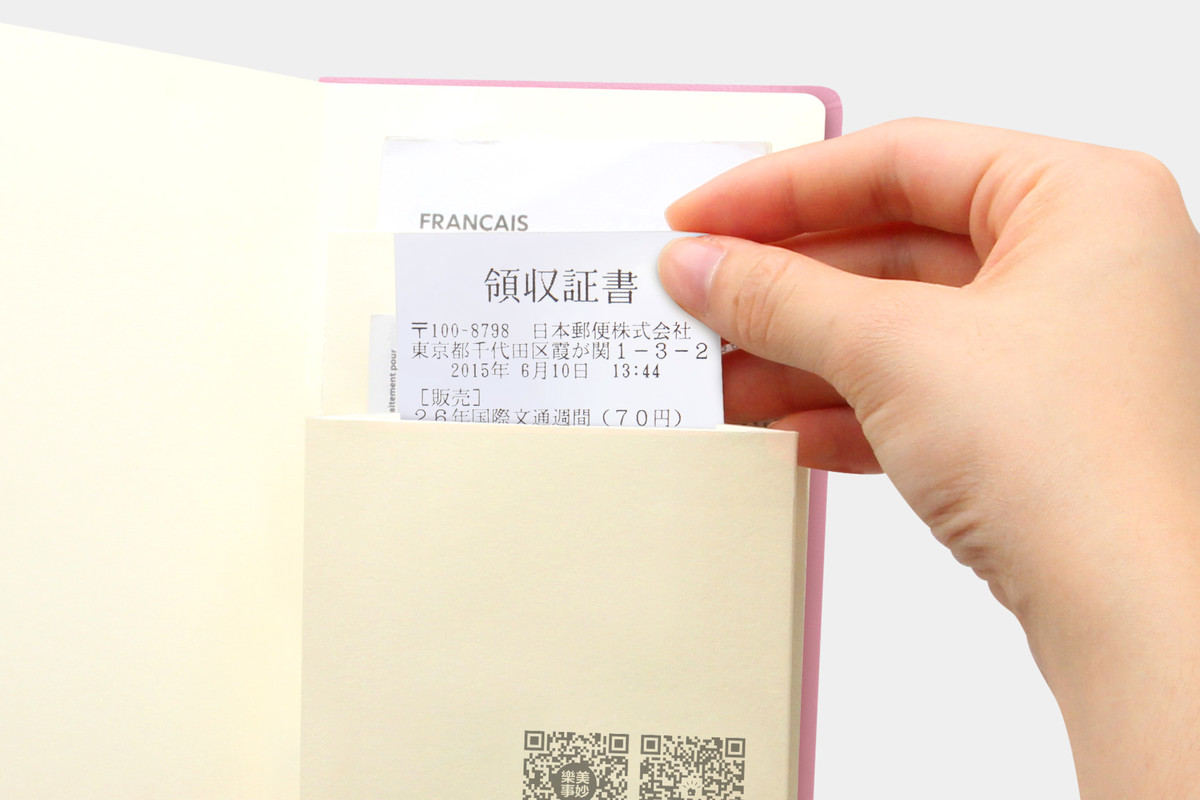 FRANCAIS
領収証書
〒100-8798 日本郵便株式会社
東京都千代田区霞が関1-3-2
2015年 6月10日 13:44
[販売]
26年国際文通週間(70円)
aitement pour
樂美
事妙